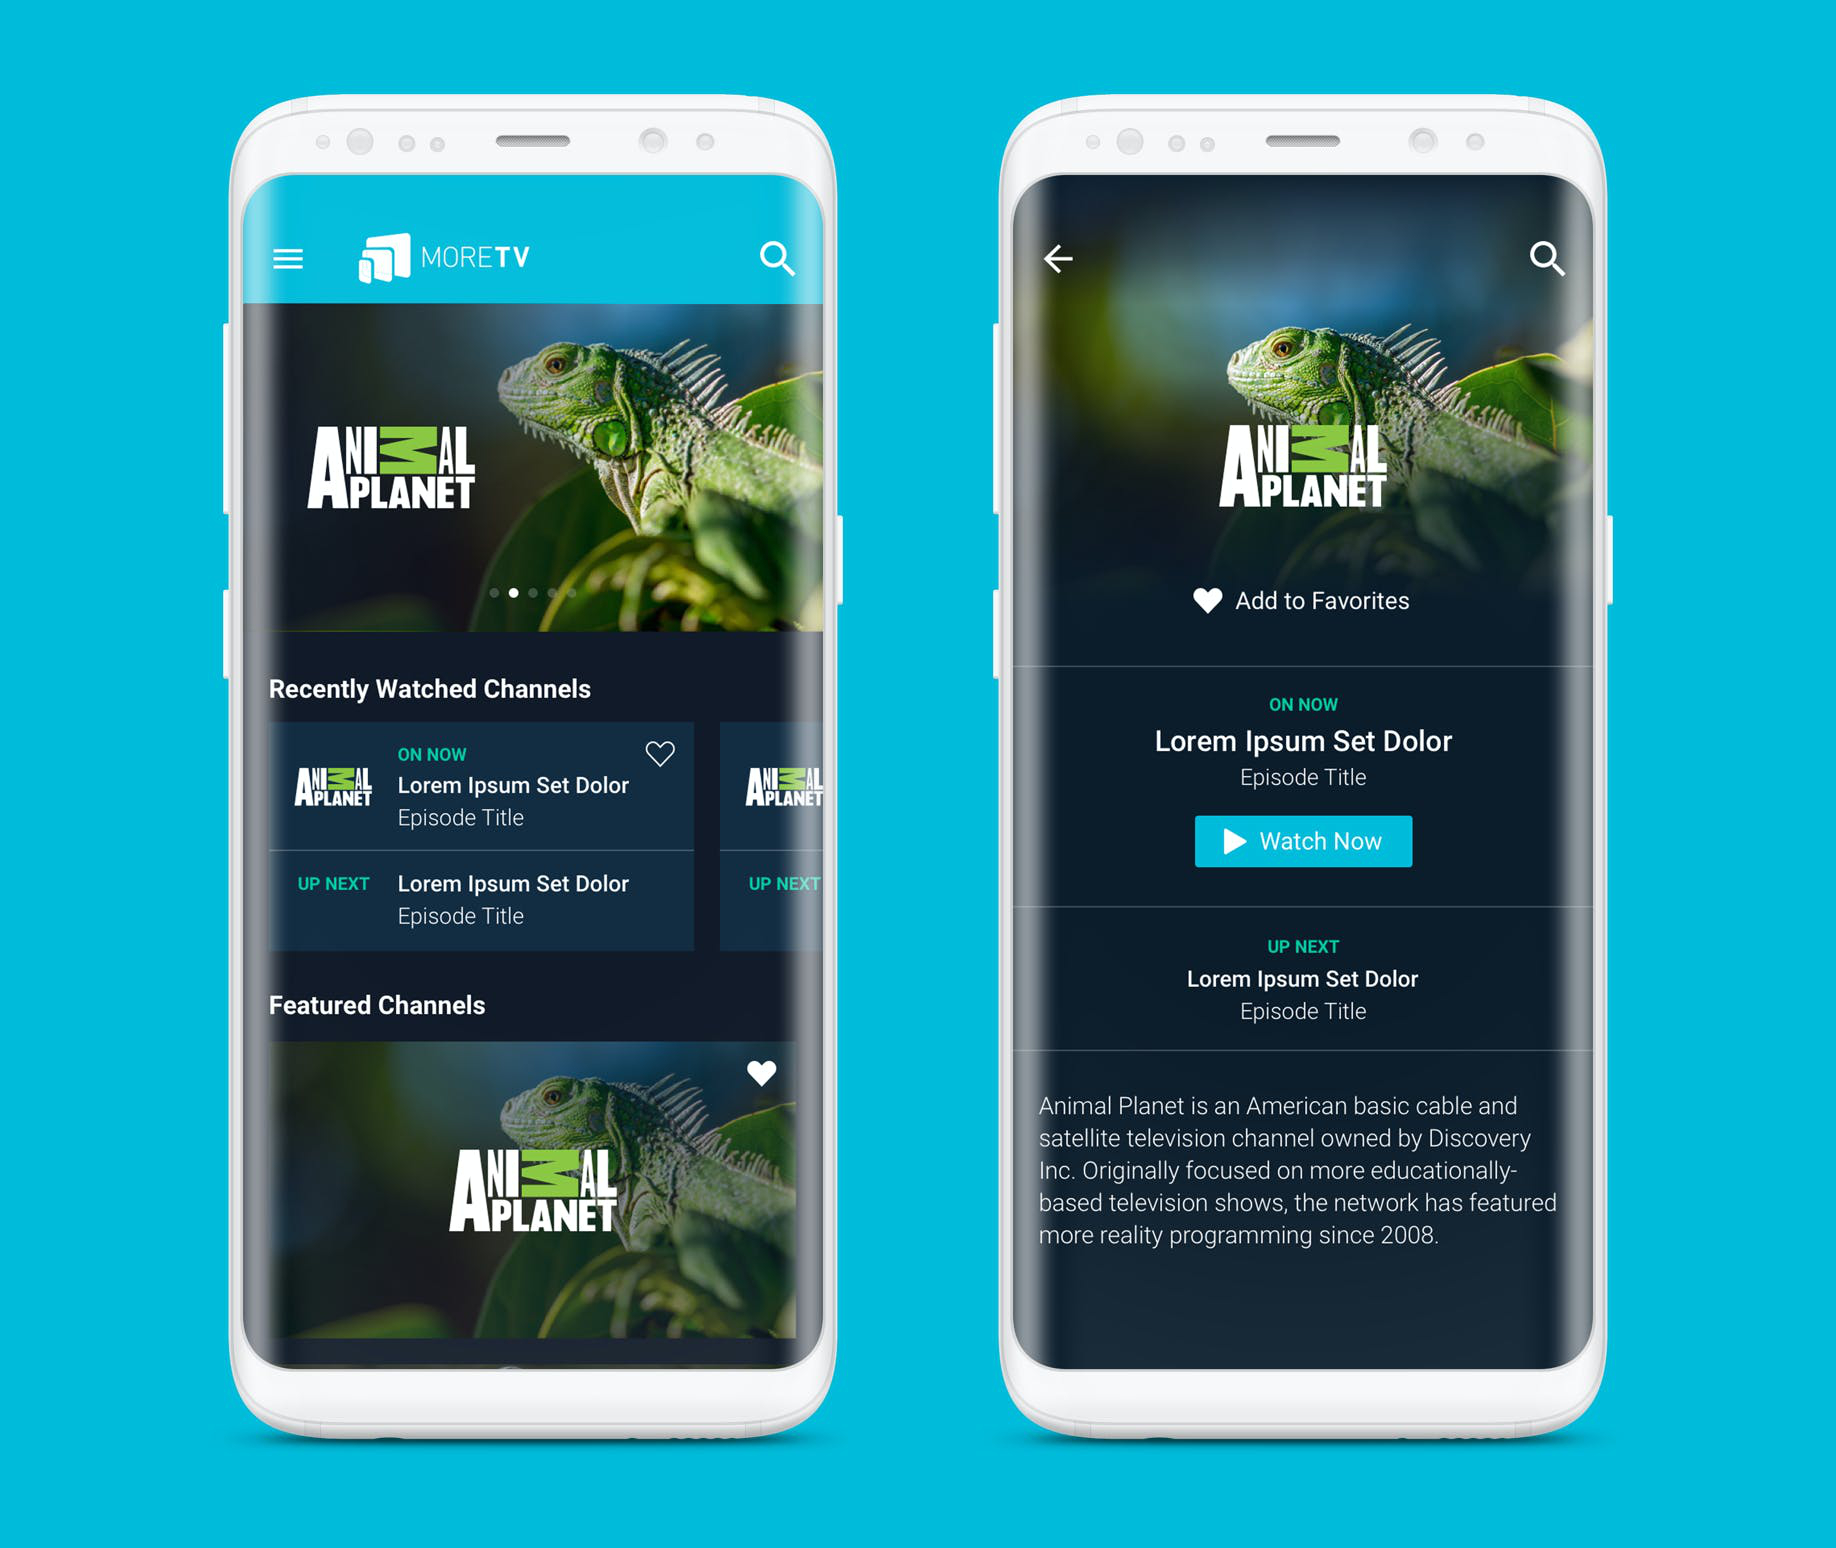 MORETV
ANIMAL
PLANET
Recently Watched Channels
ANIMAL
PLANET
ON NOW
Lorem Ipsum Set Dolor
Episode Title
UP NEXT
Lorem Ipsum Set Dolor
Episode Title
ANIMAL
PLANET
UP NEXT
Featured Channels
ANIMAL
PLANET
ANIMAL
PLANET
Add to Favorites
ON NOW
Lorem Ipsum Set Dolor
Episode Title
Watch Now
UP NEXT
Lorem Ipsum Set Dolor
Episode Title
Animal Planet is an American basic cable and
satellite television channel owned by Discovery
Inc. Originally focused on more educationally-
based television shows, the network has featured
more reality programming since 2008.